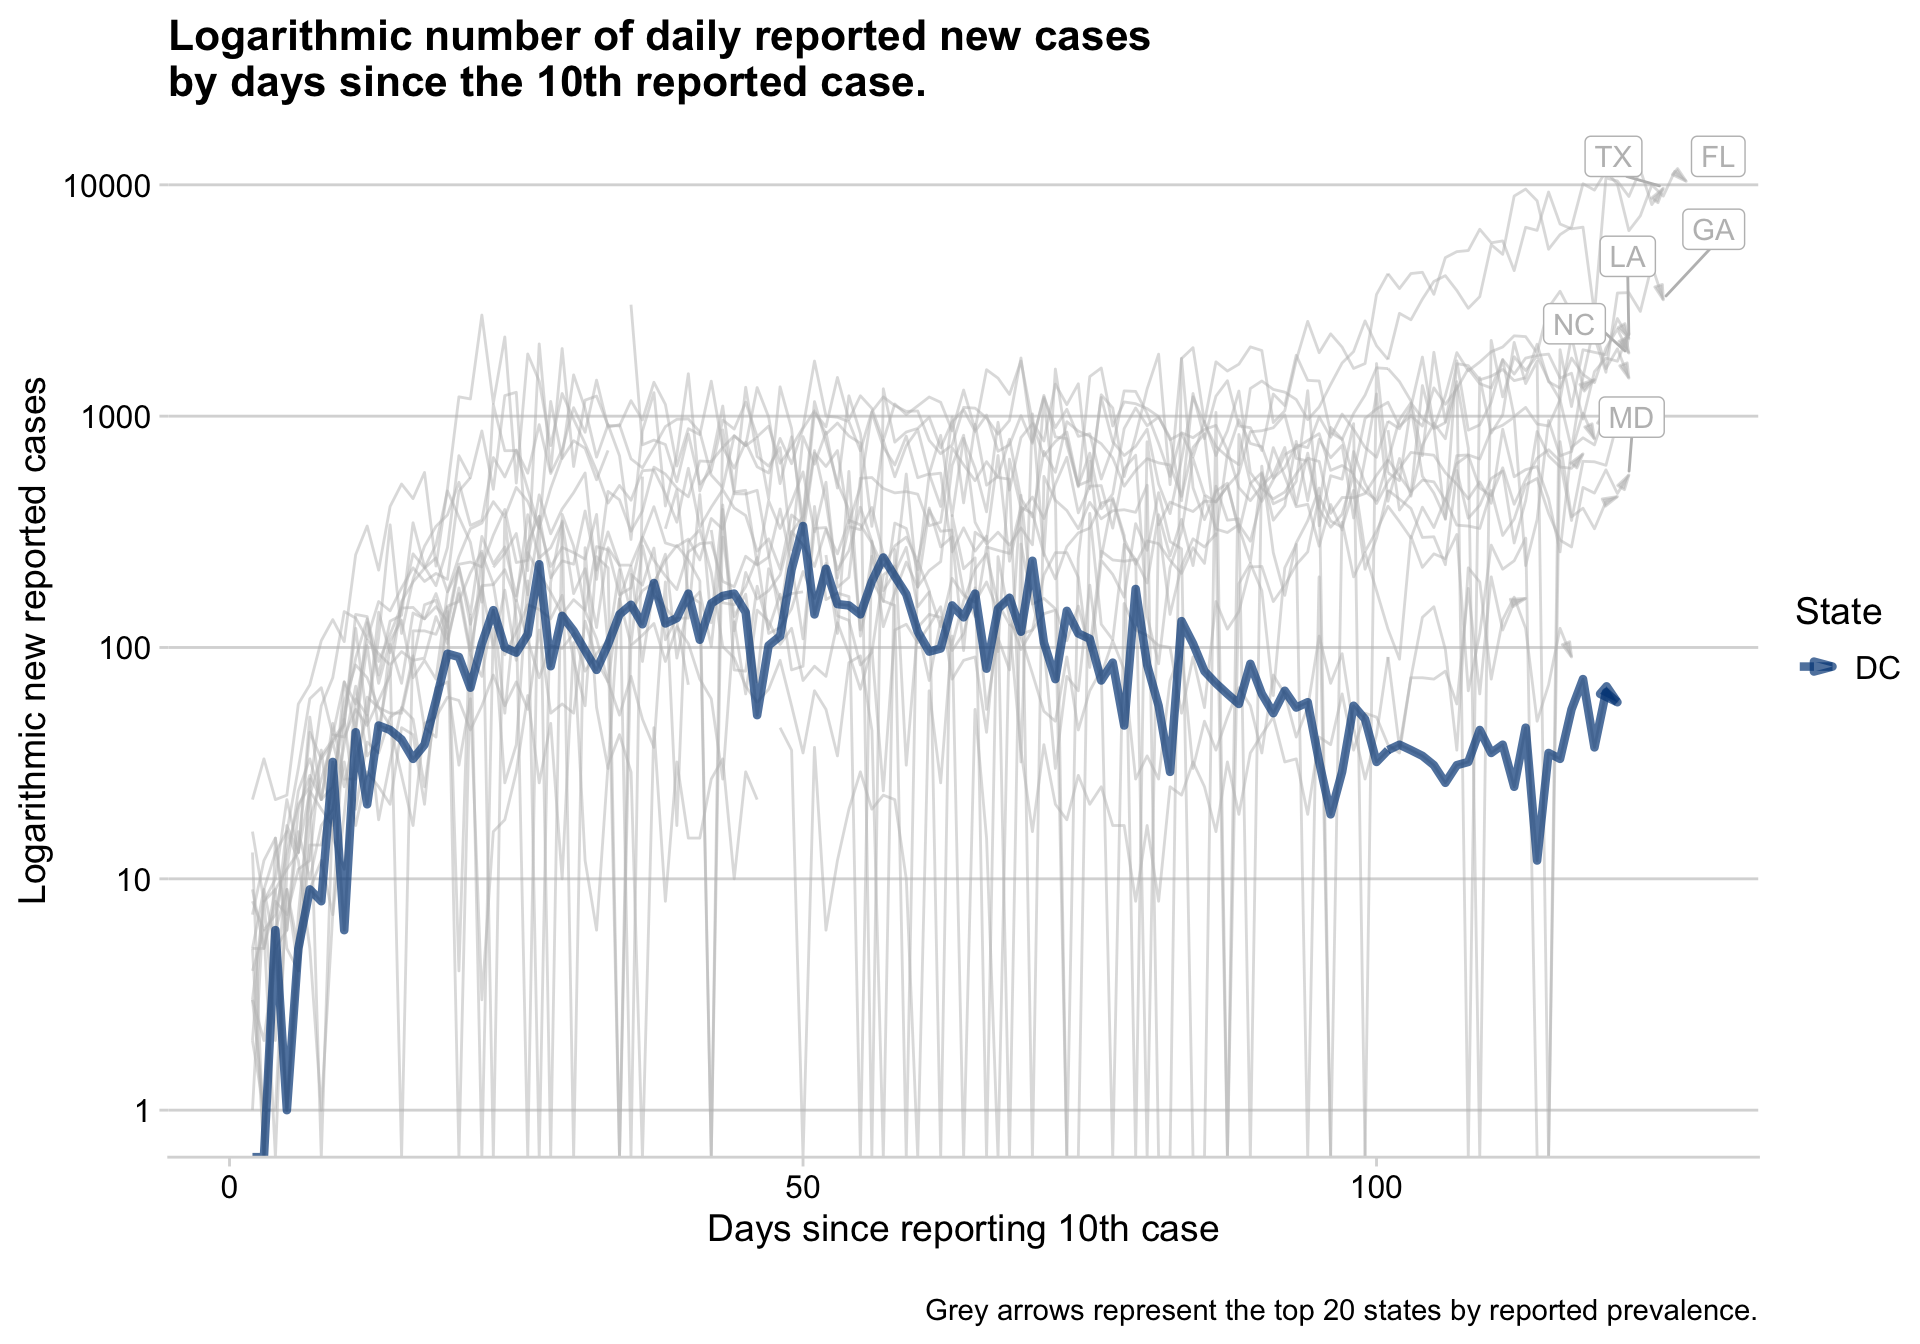 Logarithmic number of daily reported new cases
by days since the 10th reported case.
Logarithmic new reported cases
10000
1000
100
10
1
TX
FL
GA
LA
NC
MD
State
DC
0
50
100
Days since reporting 10th case
Grey arrows represent the top 20 states by reported prevalence.